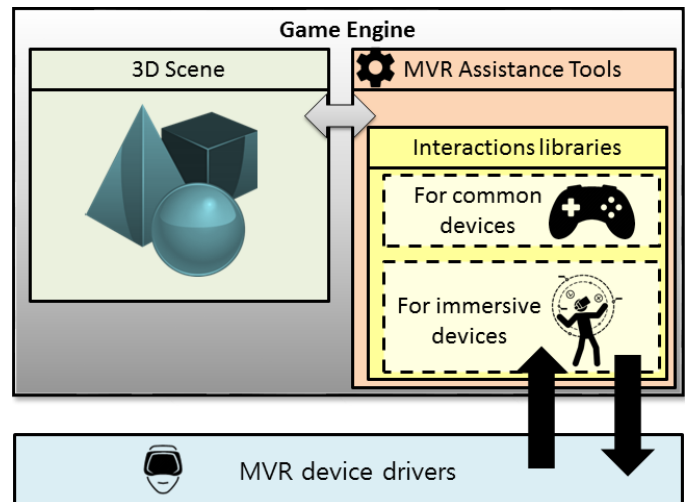 Game Engine
3D Scene
MVR Assistance Tools
Interactions libraries
For common
devices
For immersive
devices
MVR device drivers